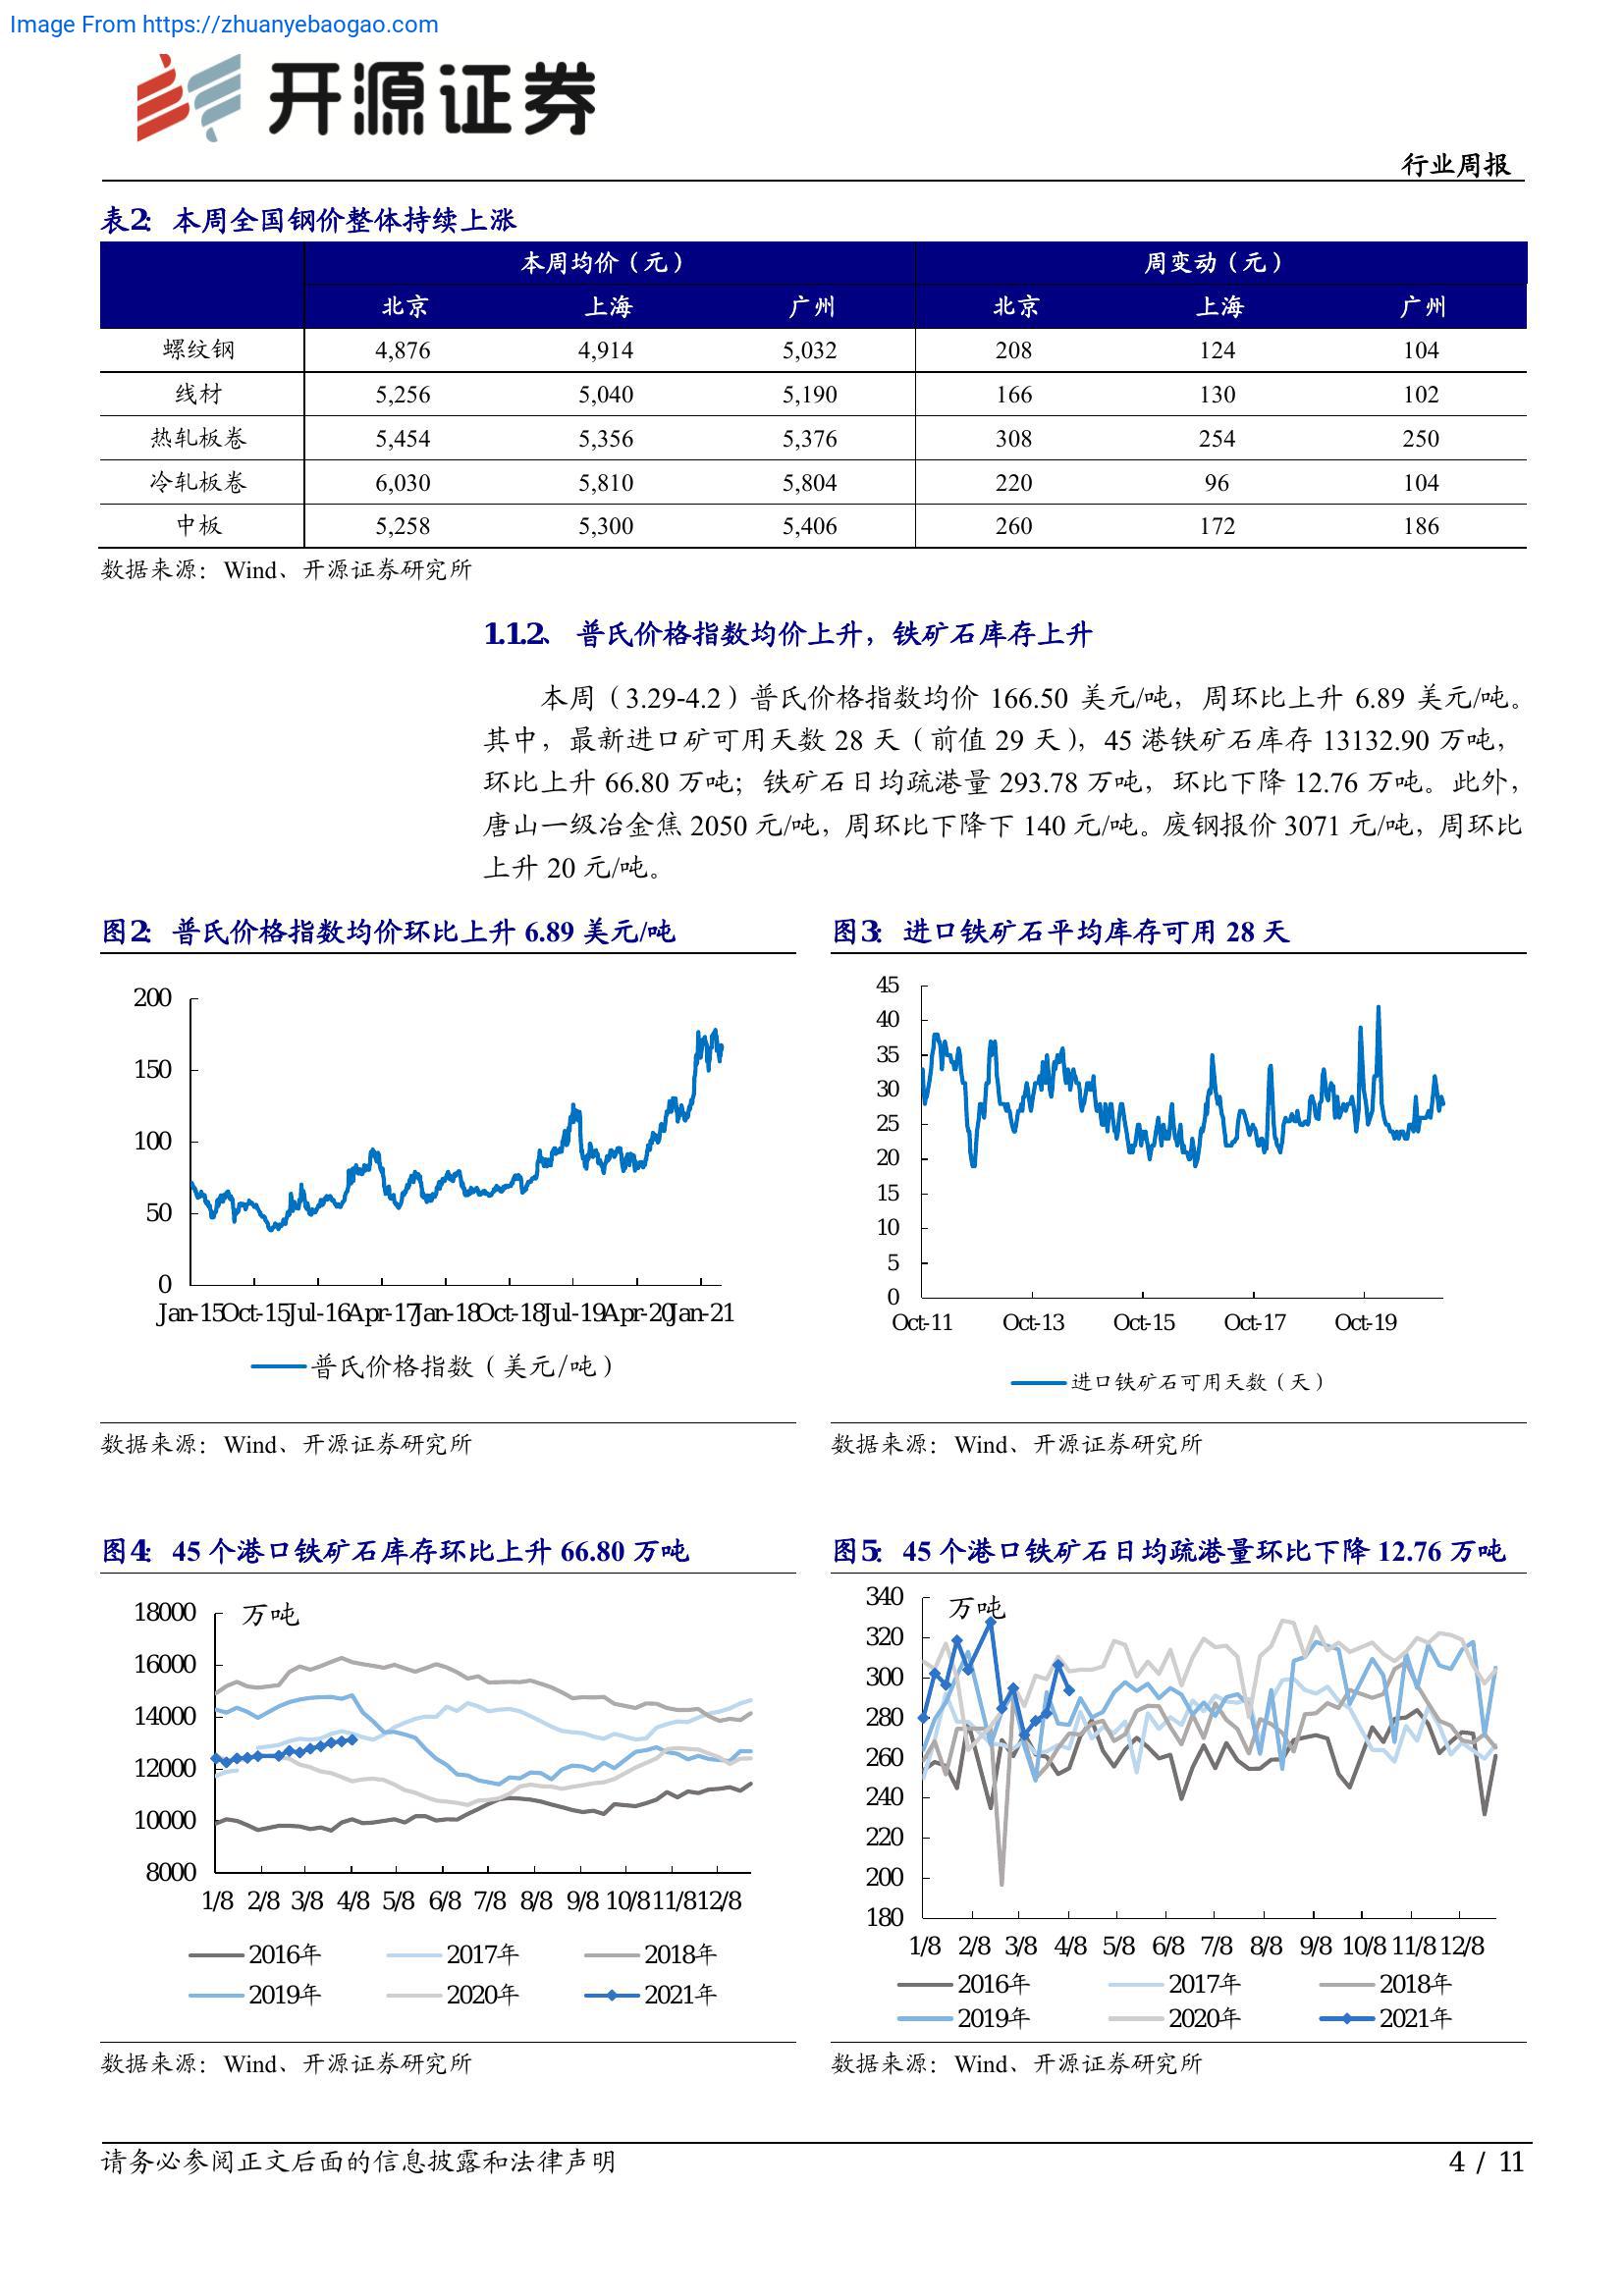 Image From https://zhuanyebaogao.com
开源证券
行业周报
表2： 本周全国钢价整体持续上涨
本周均价（元） 周变动（元）
北京 上海 广州 北京 上海 广州
螺纹钢 4,876 4,914 5,032 208 124 104
线材 5,256 5,040 5,190 166 130 102
热轧板卷 5,454 5,356 5,376 308 254 250
冷轧板卷 6,030 5,810 5,804 220 96 104
中板 5,258 5,300 5,406 260 172 186
数据来源：Wind、开源证券研究所
1.1.2、 普氏价格指数均价上升，铁矿石库存上升
本周（3.29-4.2）普氏价格指数均价 166.50 美元/吨，周环比上升 6.89 美元/吨。
其中，最新进口矿可用天数 28 天（前值 29 天），45 港铁矿石库存 13132.90 万吨，
环比上升 66.80 万吨；铁矿石日均疏港量 293.78 万吨，环比下降 12.76 万吨。此外，
唐山一级冶金焦 2050 元/吨，周环比下降下 140 元/吨。废钢报价 3071 元/吨，周环比
上升 20 元/吨。
图2： 普氏价格指数均价环比上升 6.89 美元/吨
200
150
100
50
0
Jan-15 Oct-15 Jul-16 Apr-17 Jan-18 Oct-18 Jul-19 Apr-20 Jan-21
普氏价格指数（美元/吨）
数据来源：Wind、开源证券研究所
图3： 进口铁矿石平均库存可用 28 天
45
40
35
30
25
20
15
10
5
0
Oct-11 Oct-13 Oct-15 Oct-17 Oct-19
进口铁矿石可用天数（天）
数据来源：Wind、开源证券研究所
图4： 45 个港口铁矿石库存环比上升 66.80 万吨
万吨
18000
16000
14000
12000
10000
8000
1/8 2/8 3/8 4/8 5/8 6/8 7/8 8/8 9/8 10/8 11/8 12/8
2016年 2017年 2018年
2019年 2020年 2021年
数据来源：Wind、开源证券研究所
图5： 45 个港口铁矿石日均疏港量环比下降 12.76 万吨
万吨
340
320
300
280
260
240
220
200
180
1/8 2/8 3/8 4/8 5/8 6/8 7/8 8/8 9/8 10/8 11/8 12/8
2016年 2017年 2018年
2019年 2020年 2021年
数据来源：Wind、开源证券研究所
请务必参阅正文后面的信息披露和法律声明
4 / 11